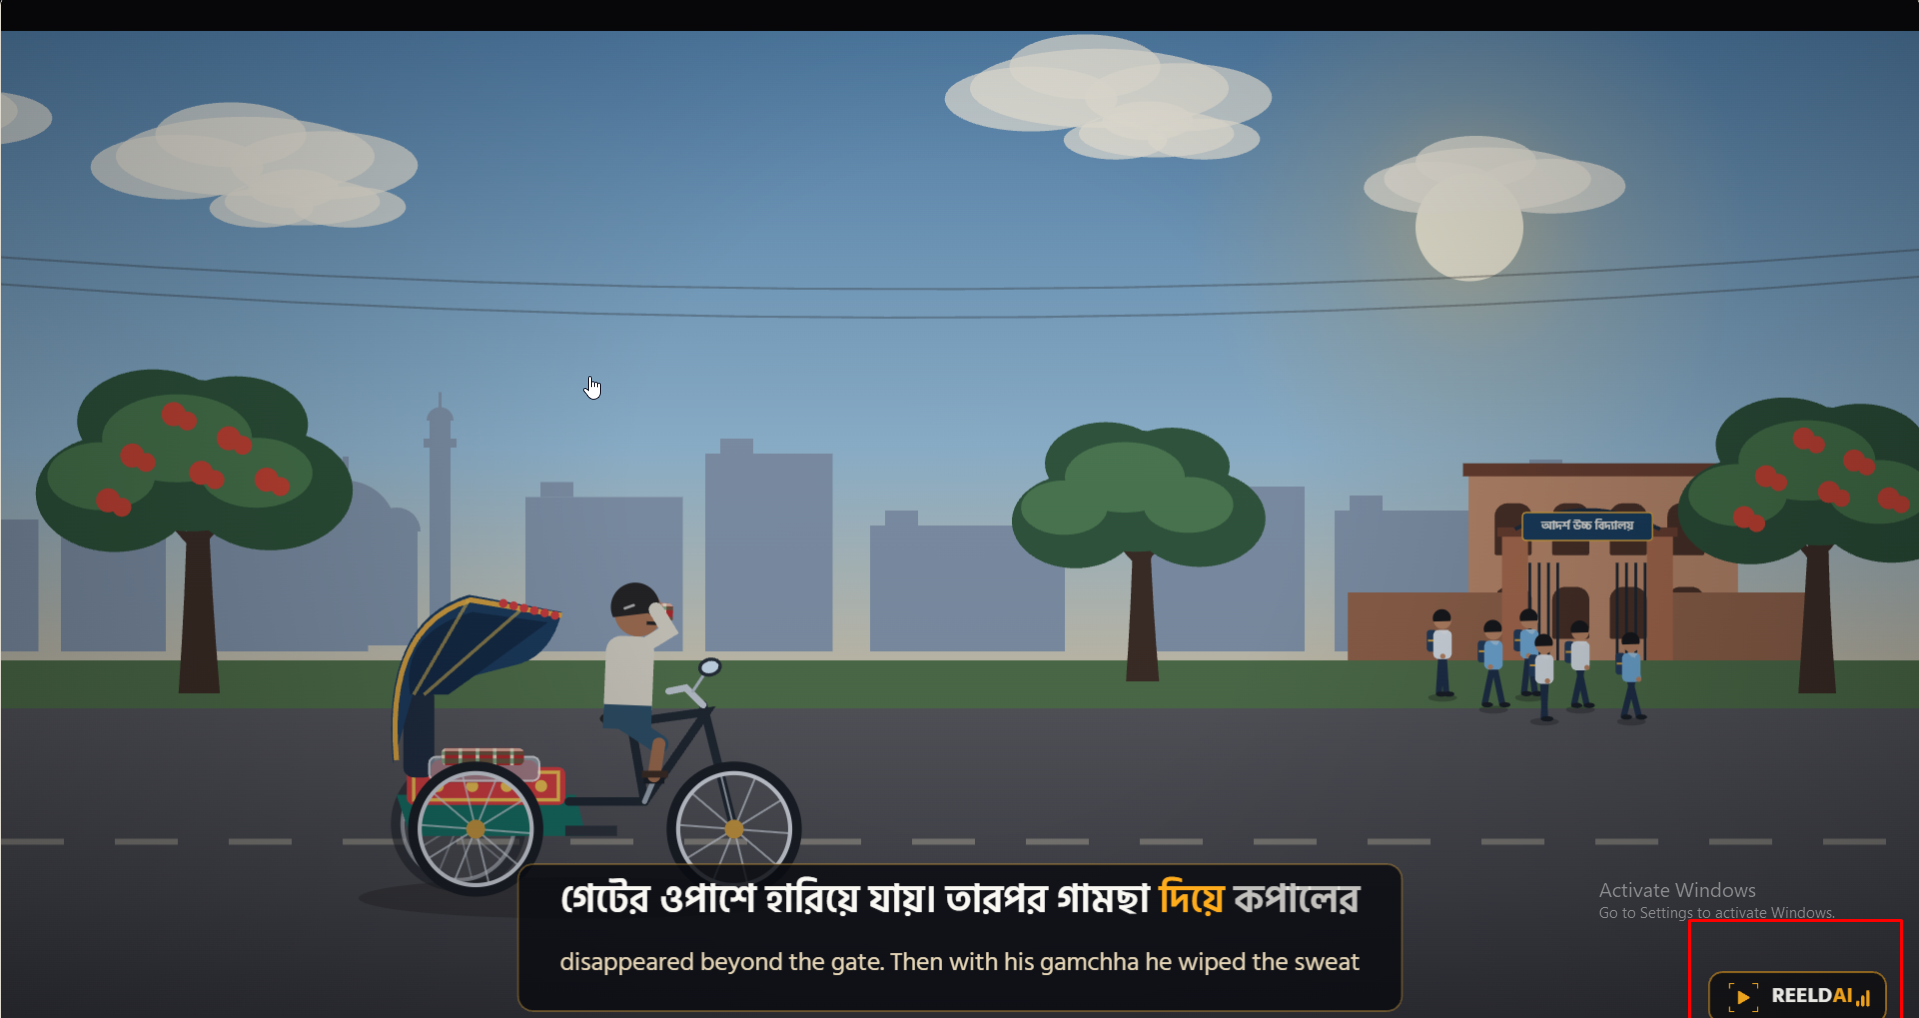 আদর্শ উচ্চ বিদ্যালয়
গেটের ওপাশে হারিয়ে যায়। তারপর গামছা দিয়ে কপালের
disappeared beyond the gate. Then with his gamchha he wiped the sweat
Activate Windows
Go to Settings to activate Windows.
REELDAI